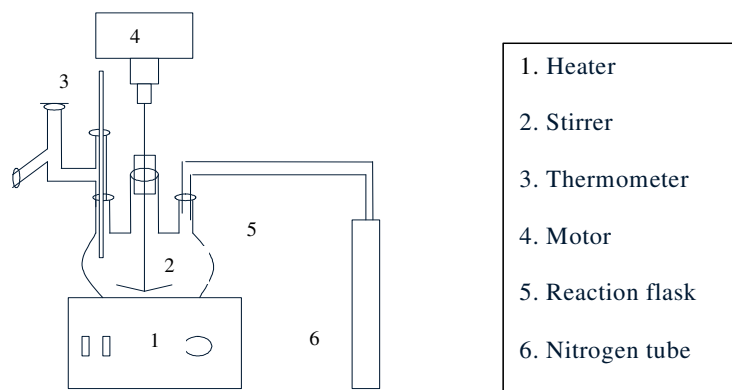 4
3
5
2
1
6
1. Heater
2. Stirrer
3. Thermometer
4. Motor
5. Reaction flask
6. Nitrogen tube